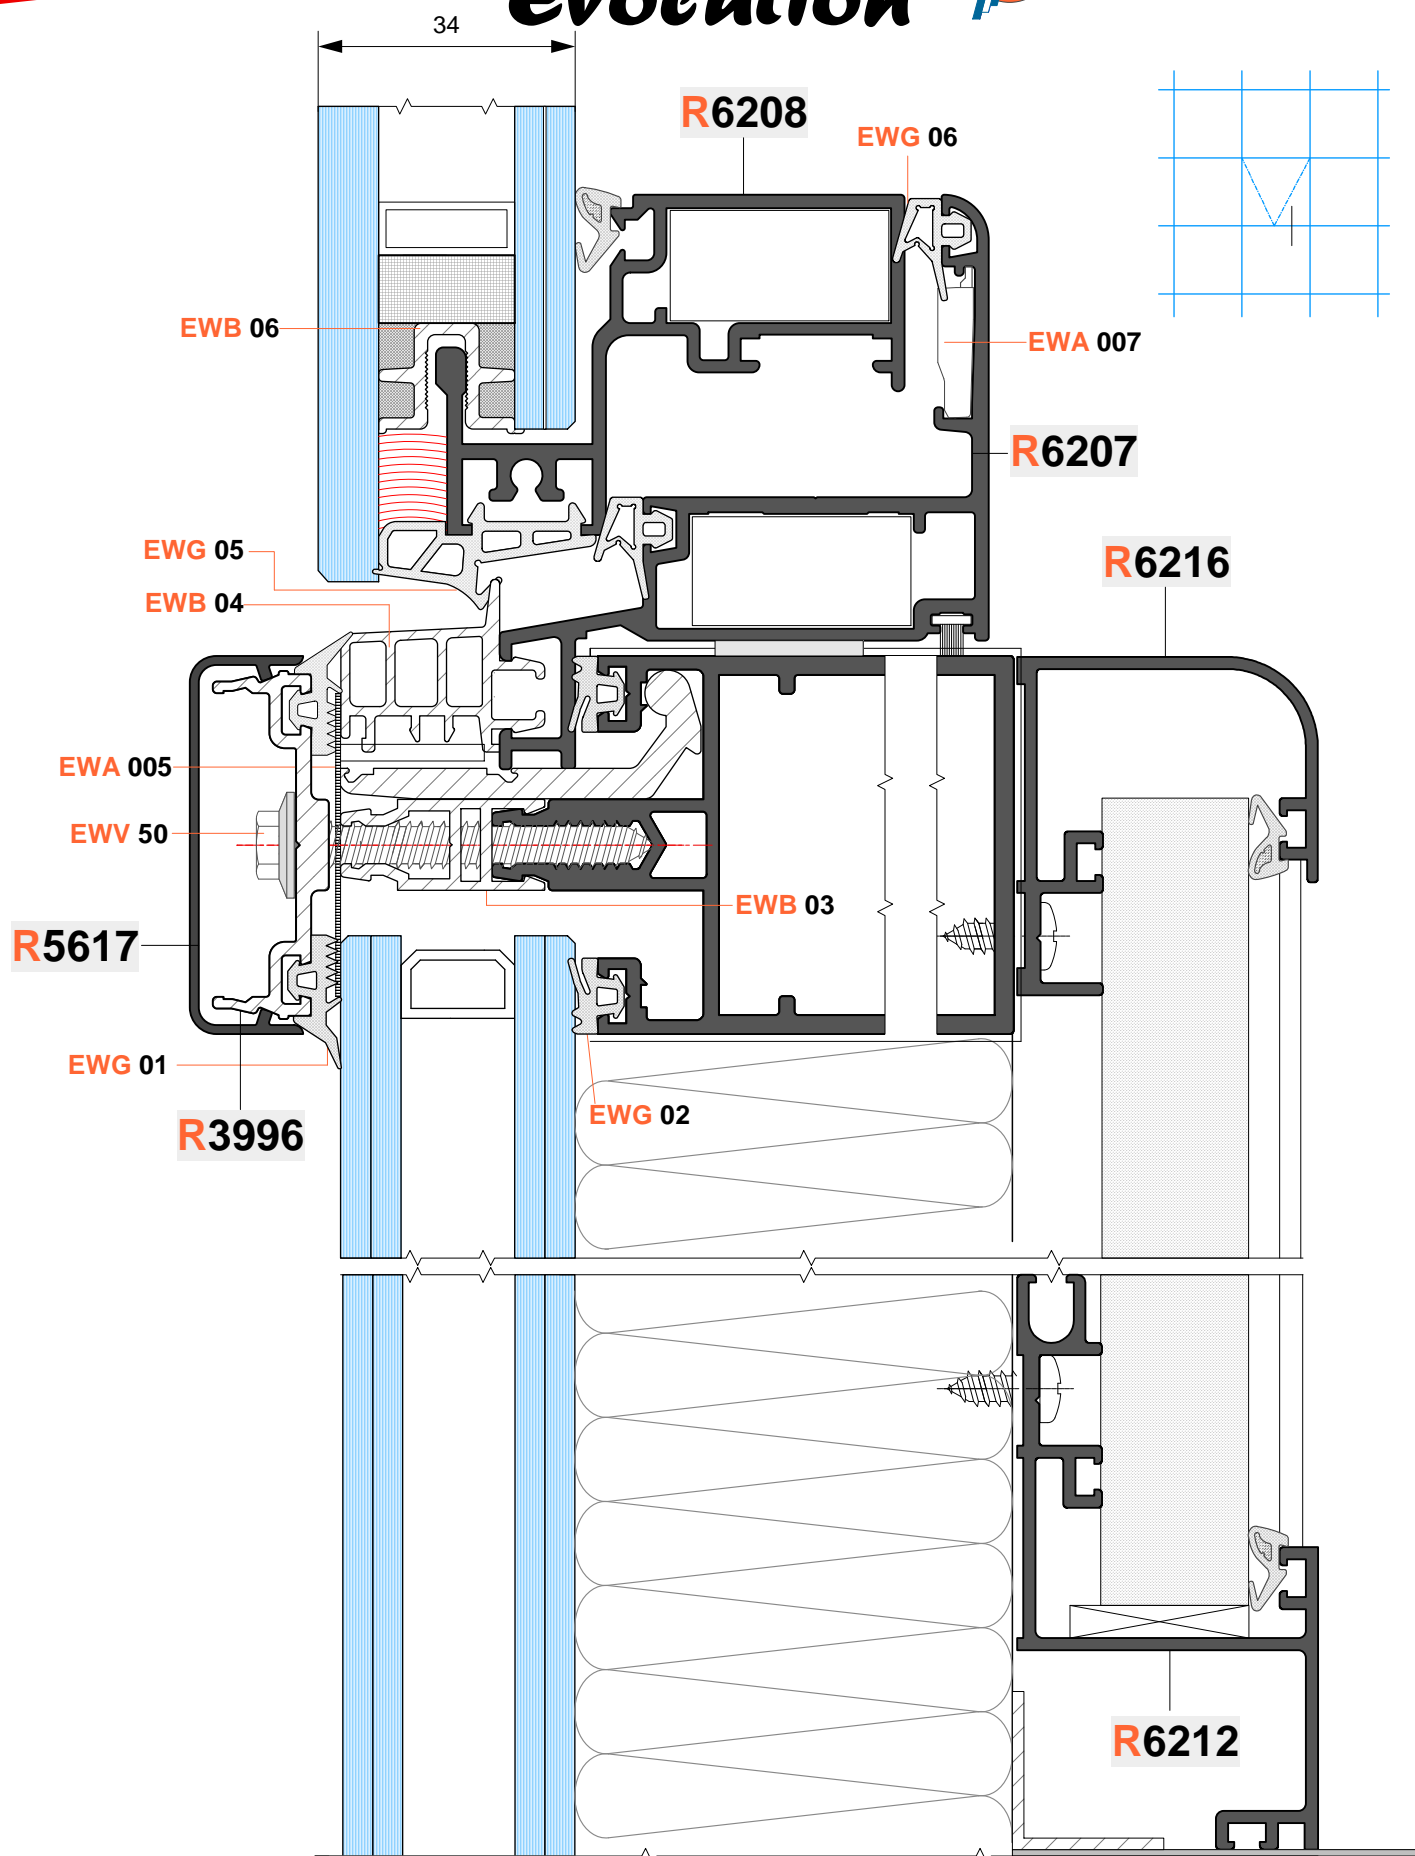 evolution
34
R6208
EWG 06
EWB 06
EWA 007
R6207
EWG 05
R6216
EWB 04
EWA 005
EWV 50
EWB 03
R5617
EWG 01
EWG 02
R3996
R6212